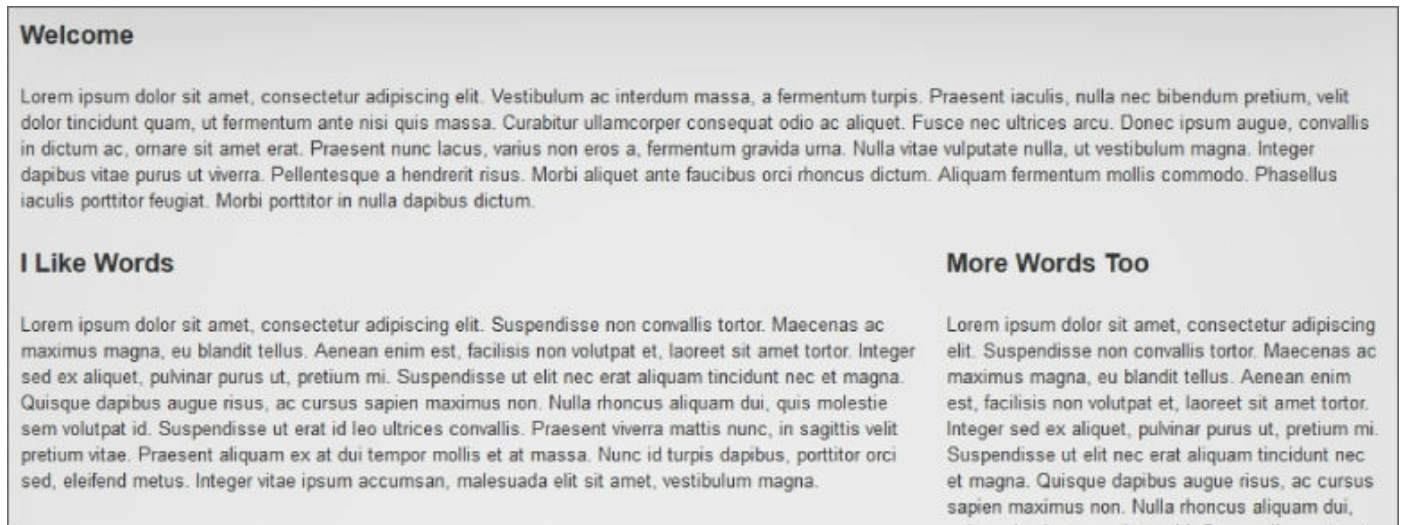 Welcome
Lorem ipsum dolor sit amet, consectetur adipiscing elit. Vestibulum ac interdum massa, a fermentum turpis. Praesent iaculis, nulla nec bibendum pretium, velit
dolor tincidunt quam, ut fermentum ante nisi quis massa. Curabitur ullamcorper consequat odio ac aliquet. Fusce nec ultrices arcu. Donec ipsum augue, convallis
in dictum ac, ornare sit amet erat. Praesent nunc lacus, varius non eros a, fermentum gravida urna. Nulla vitae vulputate nulla, ut vestibulum magna. Integer
dapibus vitae purus ut viverra. Pellentesque a hendrerit risus. Morbi aliquet ante faucibus orci rhoncus dictum. Aliquam fermentum mollis commodo. Phasellus
iaculis porttitor feugiat. Morbi porttitor in nulla dapibus dictum.
I Like Words
Lorem ipsum dolor sit amet, consectetur adipiscing elit. Suspendisse non convallis tortor. Maecenas ac
maximus magna, eu blandit tellus. Aenean enim est, facilisis non volutpat et, laoreet sit amet tortor. Integer
sed ex aliquet, pulvinar purus ut, pretium mi. Suspendisse ut elit nec erat aliquam tincidunt nec et magna.
Quisque dapibus augue risus, ac cursus sapien maximus non. Nulla rhoncus aliquam dui, quis molestie
sem volutpat id. Suspendisse ut erat id leo ultrices convallis. Praesent viverra mattis nunc, in sagittis velit
pretium vitae. Praesent aliquam ex at dui tempor mollis et at massa. Nunc id turpis dapibus, porttitor orci
sed, eleifend metus. Integer vitae ipsum accumsan, malesuada elit sit amet, vestibulum magna.
More Words Too
Lorem ipsum dolor sit amet, consectetur adipiscing
elit. Suspendisse non convallis tortor. Maecenas ac
maximus magna, eu blandit tellus. Aenean enim
est, facilisis non volutpat et, laoreet sit amet tortor.
Integer sed ex aliquet, pulvinar purus ut, pretium mi.
Suspendisse ut elit nec erat aliquam tincidunt nec
et magna. Quisque dapibus augue risus, ac cursus
sapien maximus non. Nulla rhoncus aliquam dui,